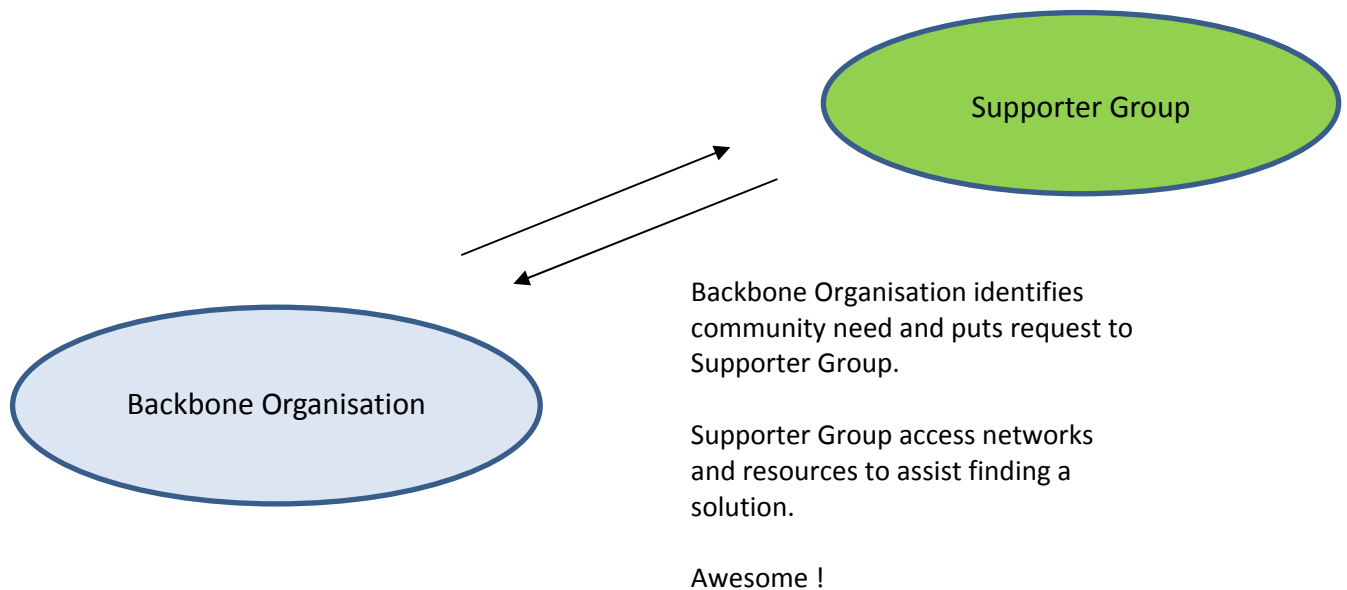 Supporter Group
Backbone Organisation
Backbone Organisation identifies
community need and puts request to
Supporter Group.
Supporter Group access networks
and resources to assist finding a
solution.
Awesome !